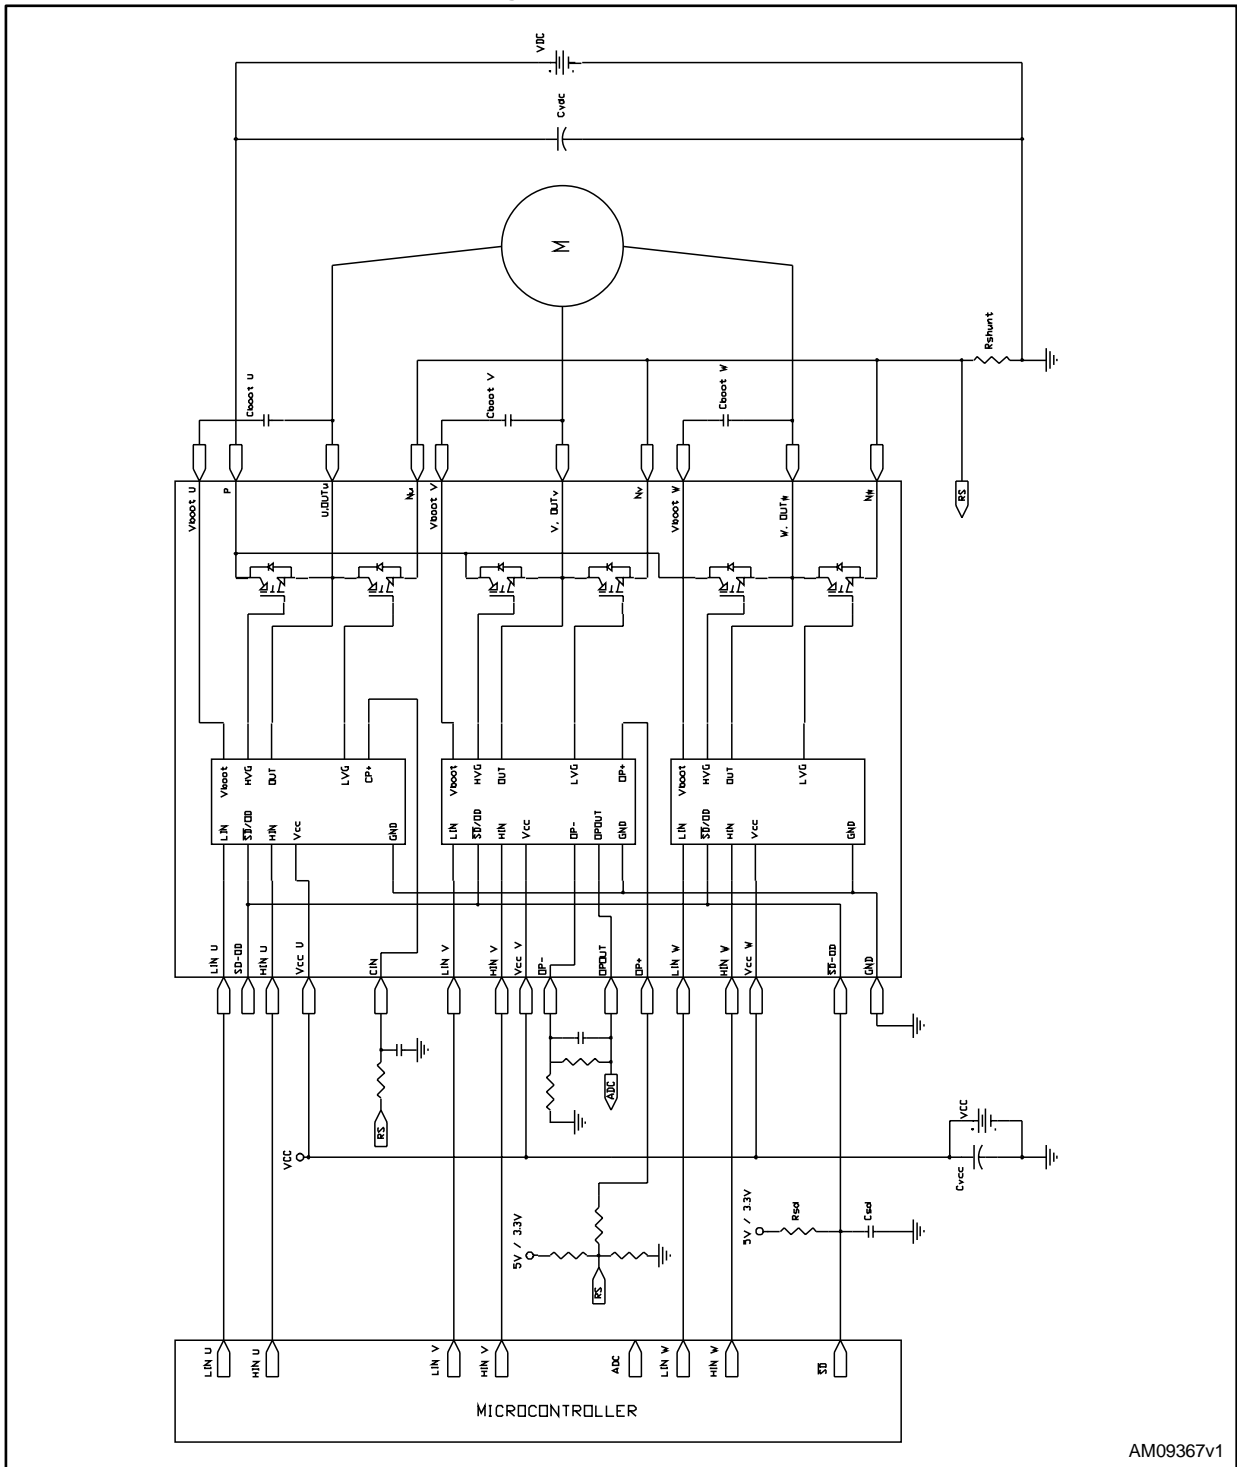 VDC
Cvdc
M
Rshunt
Cboot U
Cboot V
Cboot W
Vboot U
P
U,OUTu
Nu
Vboot V
V, OUTv
Nv
Vboot W
W, OUTw
Nw
RS
Vboot
HVG
OUT
LVG
CP+
LIN
SD/OD
HIN
Vcc
GND
Vboot
HVG
OUT
LVG
OP+
LIN
SD/OD
HIN
Vcc
OP-
OPOUT
GND
Vboot
HVG
OUT
LVG
LIN
SD/OD
HIN
Vcc
GND
LIN U
SD-OD
HIN U
Vcc U
CIN
LIN V
HIN V
Vcc V
OP-
OPOUT
OP+
LIN W
HIN W
Vcc W
SD-OD
GND
RS
ADC
VCC
VCC
Cvcc
5V / 3.3V
RS
5V / 3.3V
Rsd
Csd
LIN U
HIN U
LIN V
HIN V
ADC
LIN W
HIN W
SD
MICROCONTROLLER
AM09367v1